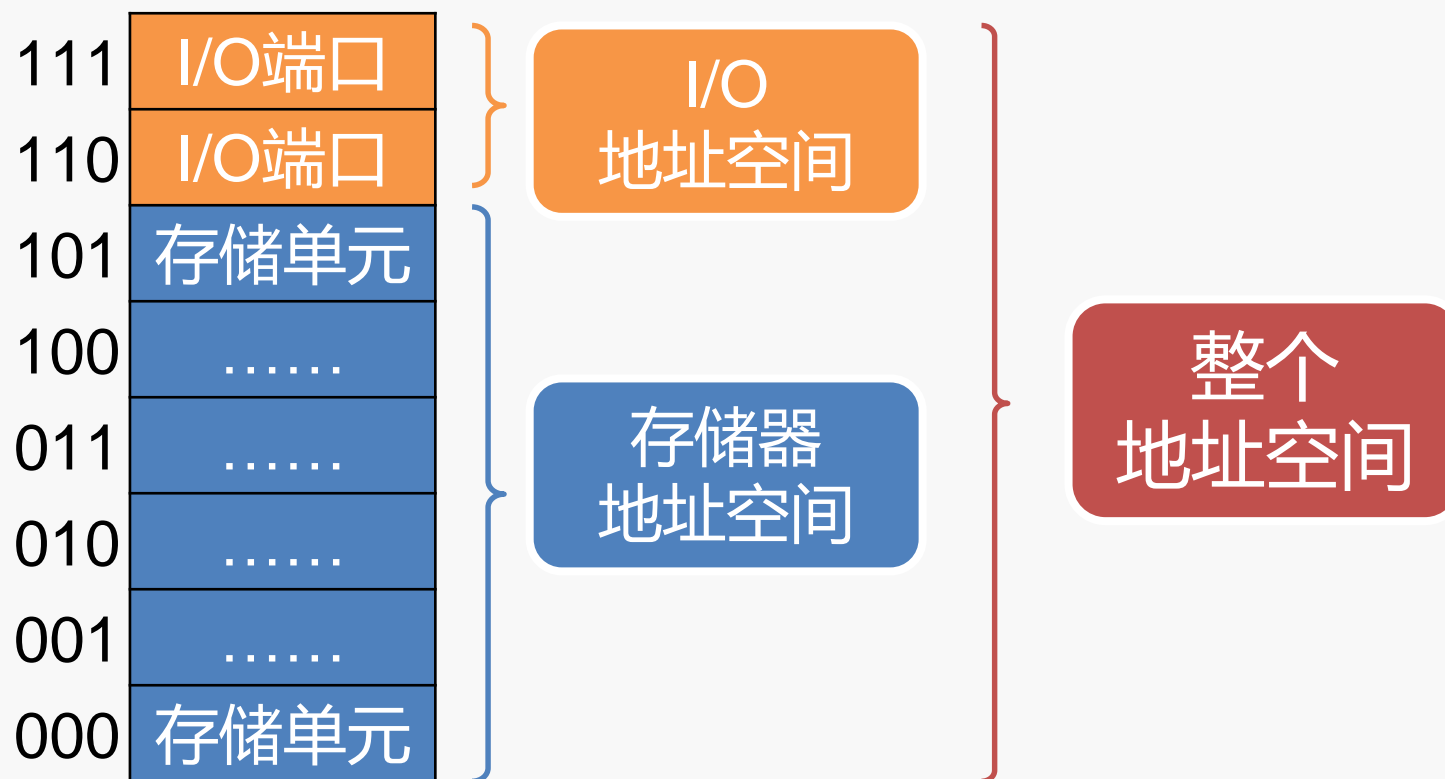 111 I/O端口
110 I/O端口
101 存储单元
100 ……
011 ……
010 ……
001 ……
000 存储单元
I/O
地址空间
存储器
地址空间
整个
地址空间